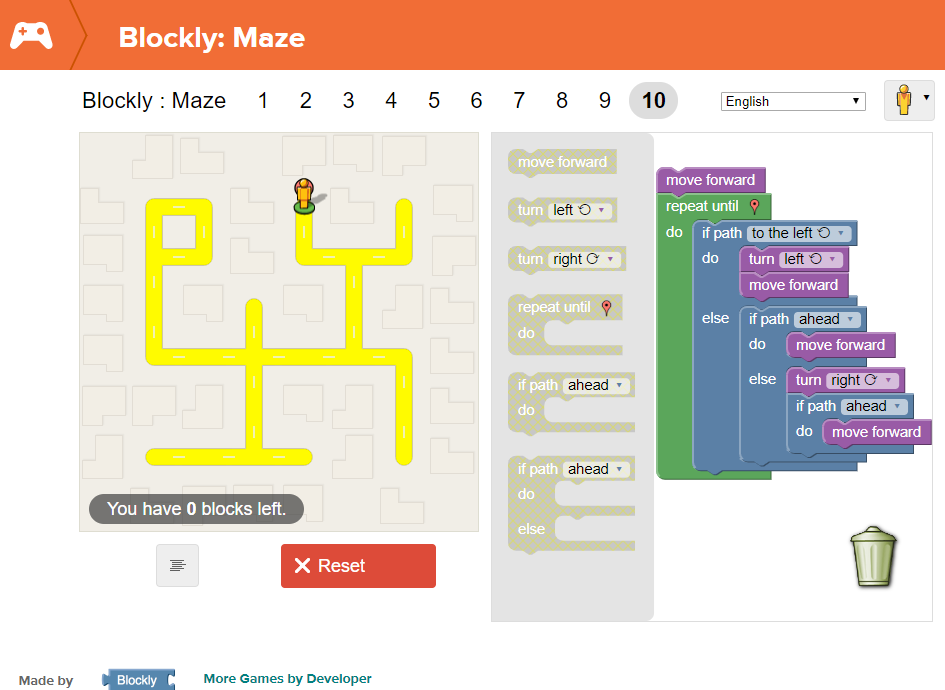 Blockly: Maze
Blockly : Maze 1 2 3 4 5 6 7 8 9 10
English
move forward
turn left
turn right
repeat until
do
if path ahead
do
if path ahead
do
else
move forward
repeat until
do if path to the left
do turn left
move forward
else if path ahead
do move forward
else turn right
if path ahead
do move forward
You have 0 blocks left.
Reset
Made by Blockly More Games by Developer